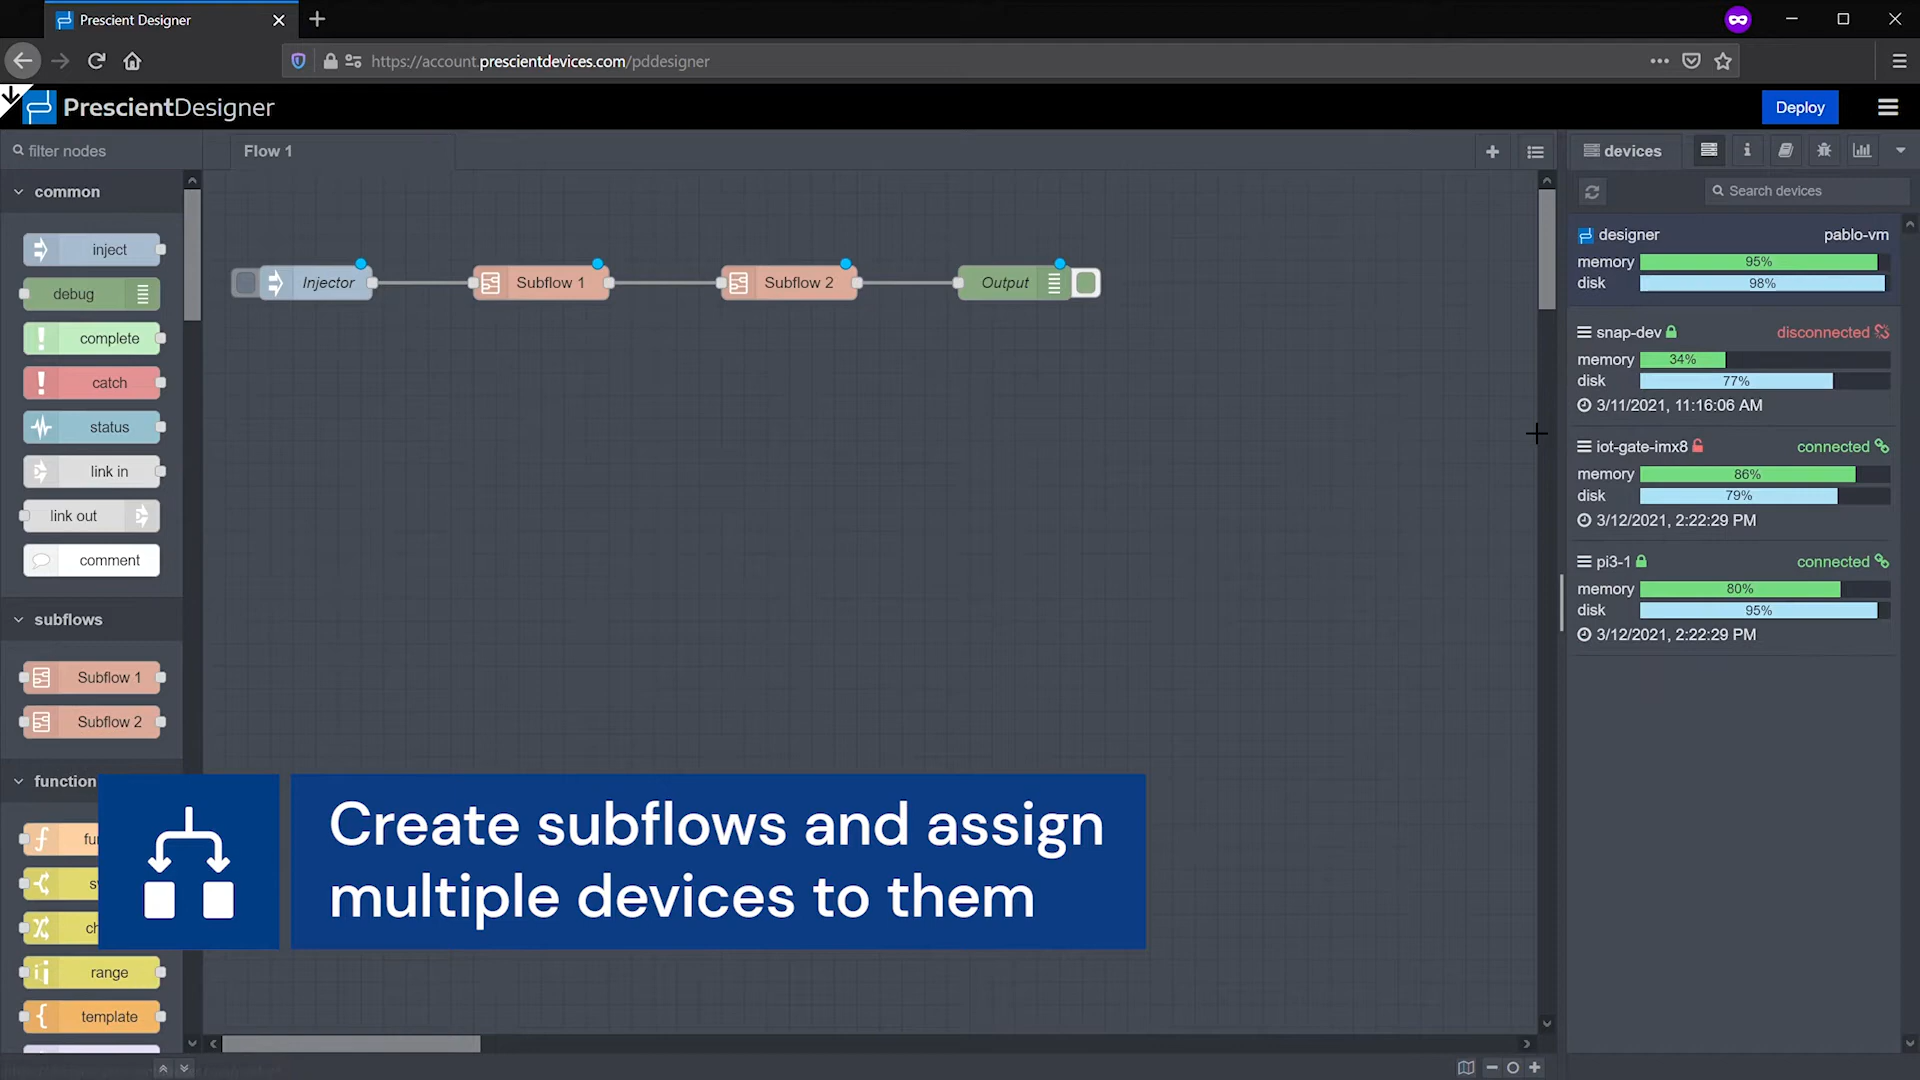 Prescient Designer
https://account.prescientdevices.com/pddesigner
PrescientDesigner
Deploy
filter nodes
Flow 1
devices
Search devices
common
inject
debug
complete
catch
status
link in
link out
comment
subflows
Subflow 1
Subflow 2
function
range
template
Injector
Subflow 1
Subflow 2
Output
designer pablo-vm
memory 95%
disk 98%
snap-dev disconnected
memory 34%
disk 77%
3/11/2021, 11:16:06 AM
iot-gate-imx8 connected
memory 86%
disk 79%
3/12/2021, 2:22:29 PM
pi3-1 connected
memory 80%
disk 95%
3/12/2021, 2:22:29 PM
Create subflows and assign
multiple devices to them